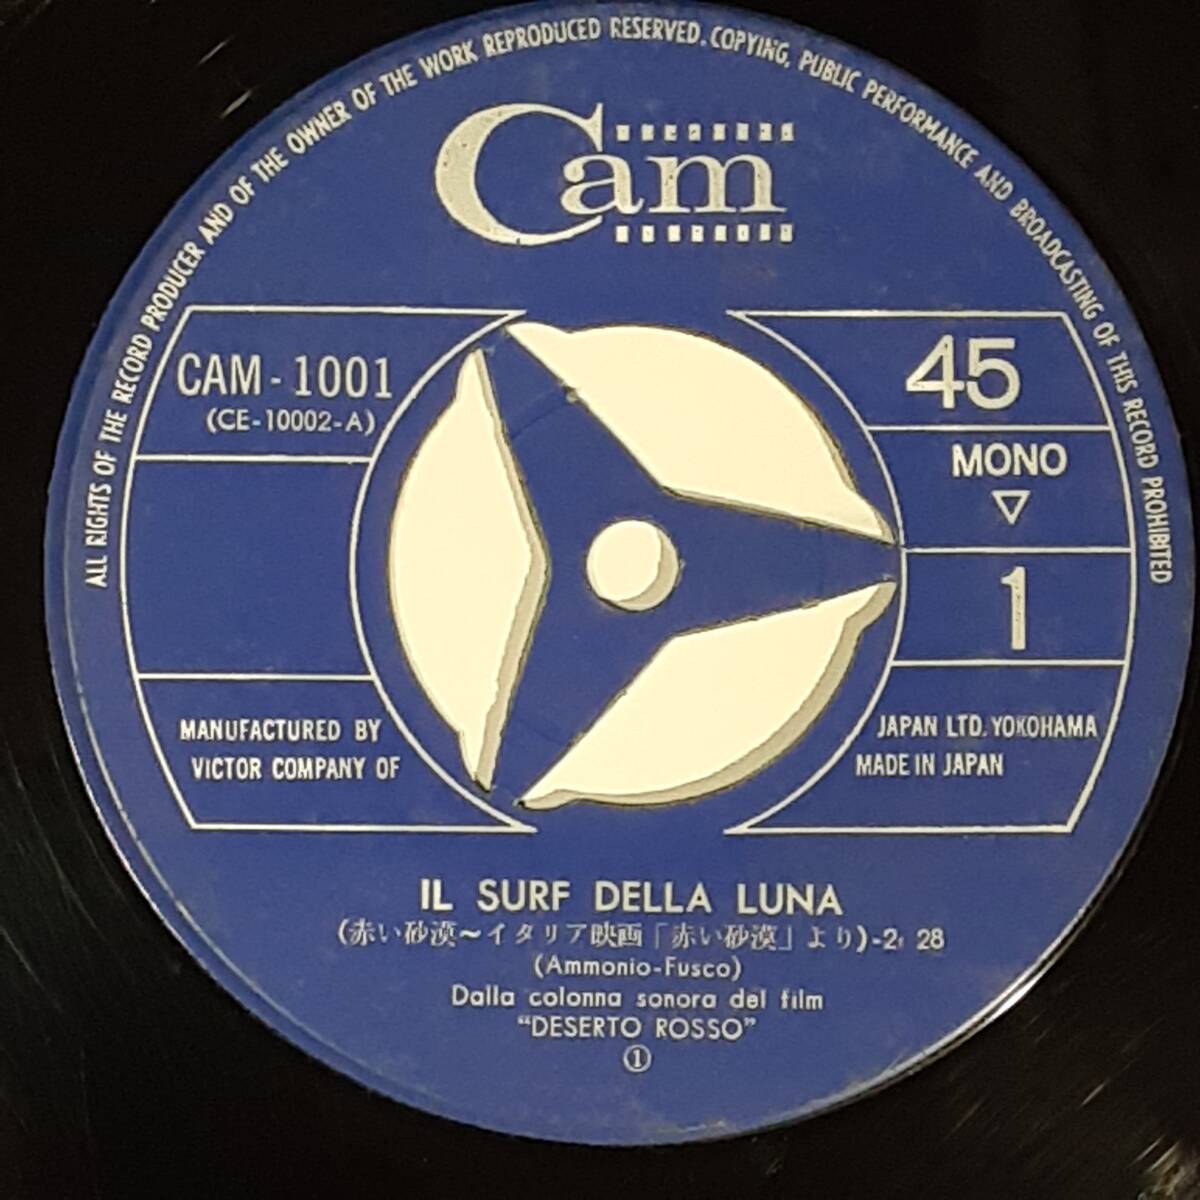 ALL RIGHTS OF THE RECORD PRODUCER AND OF THE OWNER OF THE WORK REPRODUCED RESERVED. COPYING, PUBLIC PERFORMANCE AND BROADCASTING OF THIS RECORD PROHIBITED
Cam
CAM-1001
(CE-10002-A)
45
MONO
▽
1
MANUFACTURED BY
VICTOR COMPANY OF
JAPAN LTD. YOKOHAMA
MADE IN JAPAN
IL SURF DELLA LUNA
(赤い砂漠～イタリア映画「赤い砂漠」より)-2:28
(Ammonio-Fusco)
Dalla colonna sonora del film
"DESERTO ROSSO"
①